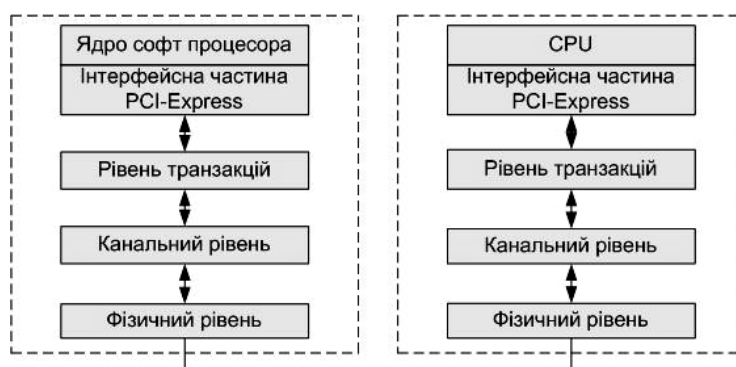 Ядро софт процесора
Інтерфейсна частина
PCI-Express
Рівень транзакцій
Канальний рівень
Фізичний рівень
CPU
Інтерфейсна частина
PCI-Express
Рівень транзакцій
Канальний рівень
Фізичний рівень